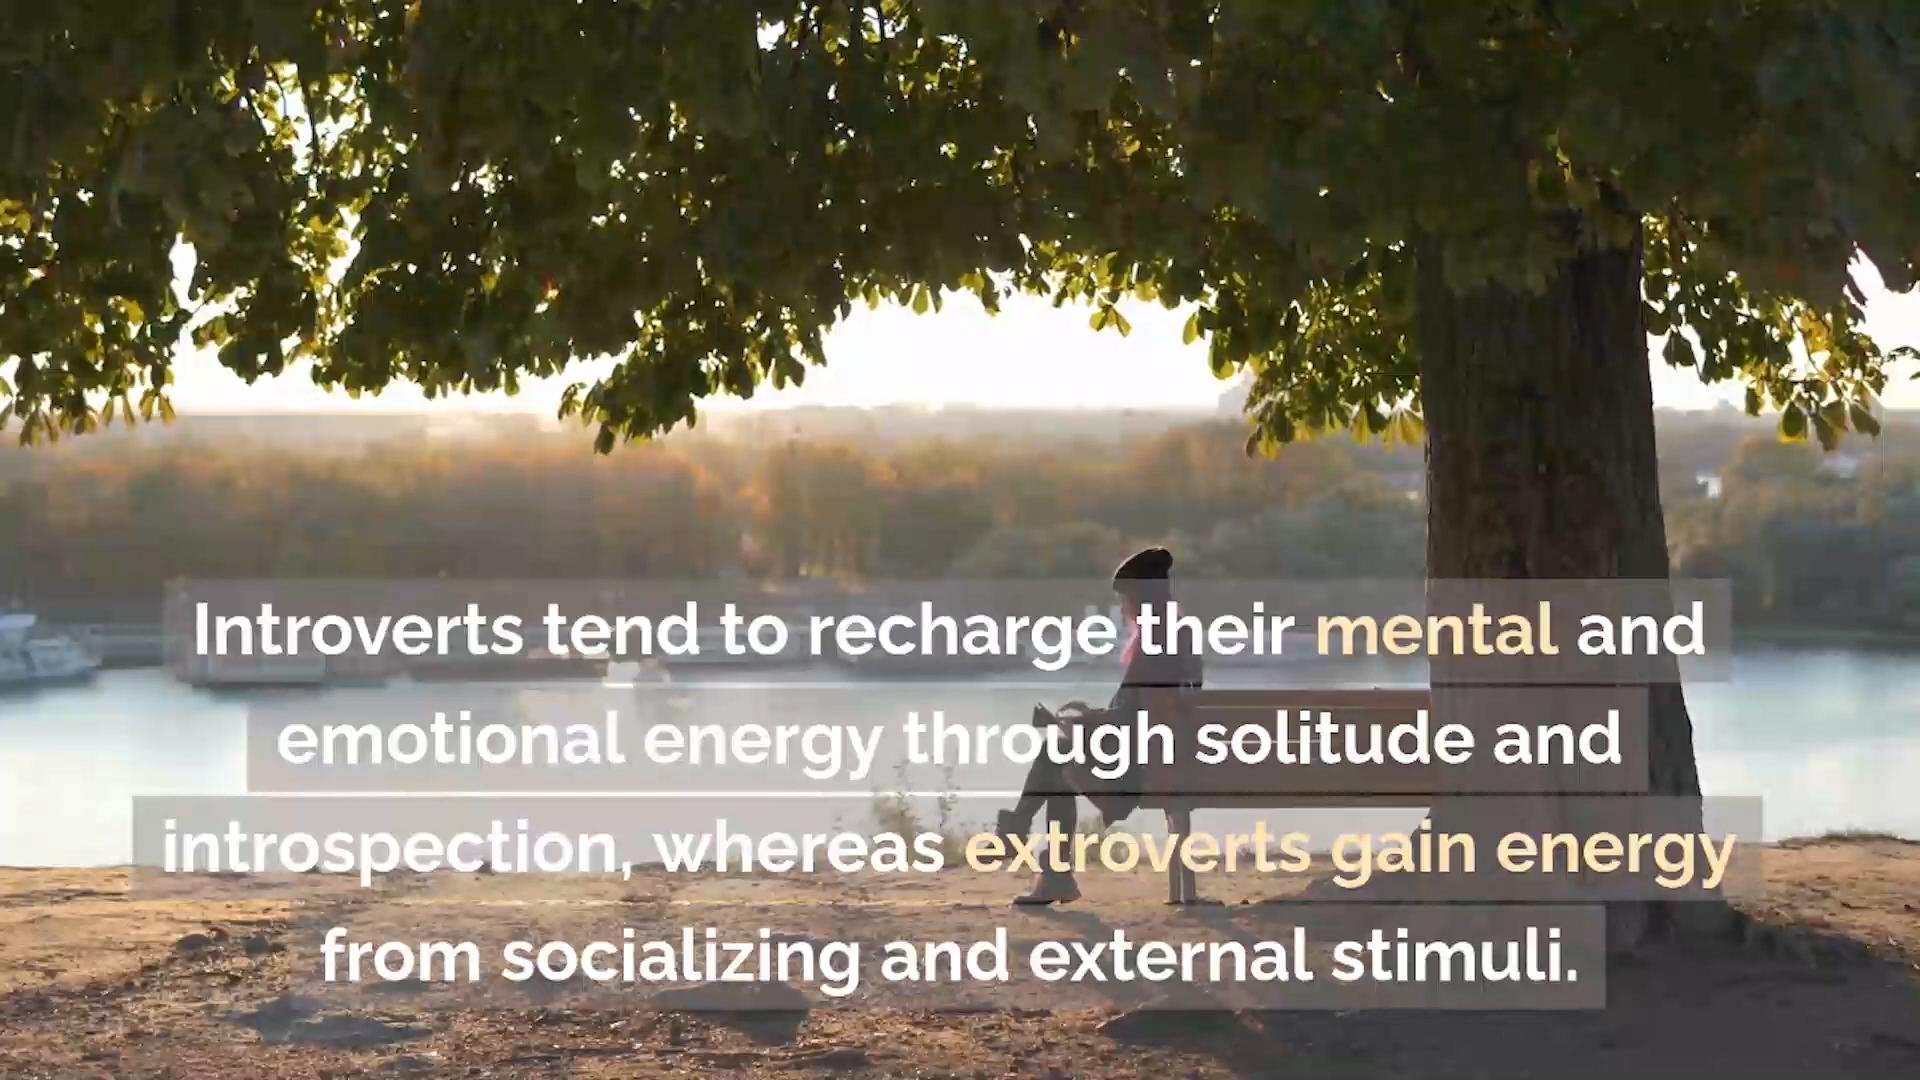 Introverts tend to recharge their mental and
emotional energy through solitude and
introspection, whereas extroverts gain energy
from socializing and external stimuli.